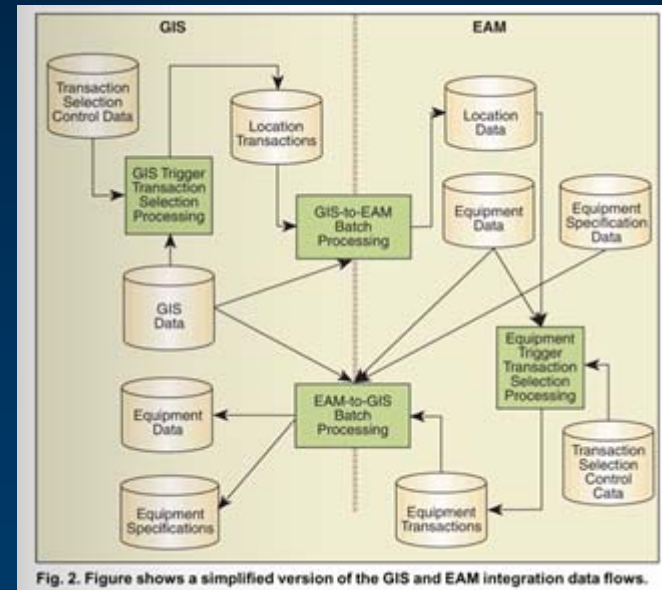 GIS
EAM
Transaction
Selection
Control Data
Location
Transactions
Location
Data
GIS Trigger
Transaction
Selection
Processing
GIS-to-EAM
Batch
Processing
Equipment
Data
Equipment
Specification
Data
GIS
Data
Equipment
Trigger
Transaction
Selection
Processing
Equipment
Data
EAM-to-GIS
Batch
Processing
Transaction
Selection
Control
Cata
Equipment
Specifications
Equipment
Transactions
Fig. 2. Figure shows a simplified version of the GIS and EAM integration data flows.